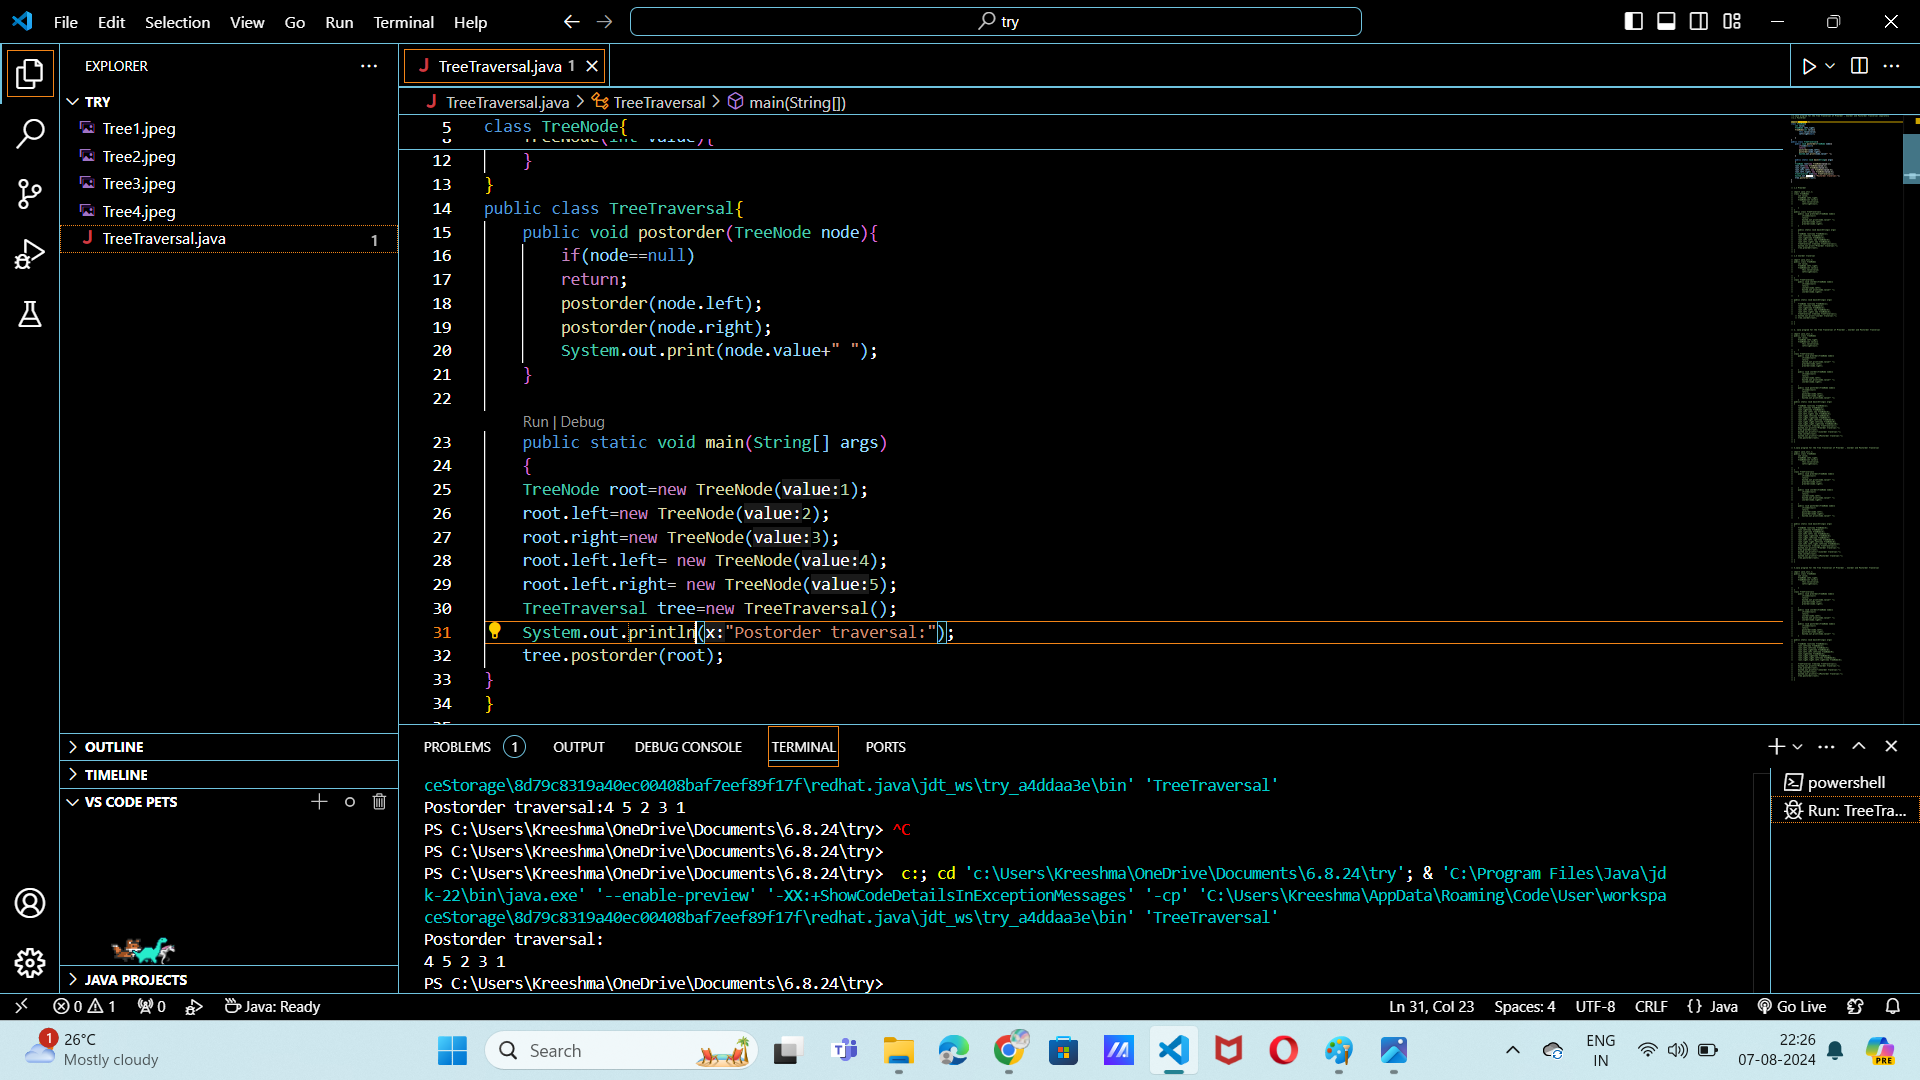 File Edit Selection View Go Run Terminal Help
try
EXPLORER
TRY
Tree1.jpeg
Tree2.jpeg
Tree3.jpeg
Tree4.jpeg
TreeTraversal.java 1
OUTLINE
TIMELINE
VS CODE PETS
JAVA PROJECTS
TreeTraversal.java 1
TreeTraversal.java > TreeTraversal > main(String[])
5 class TreeNode{
12 }
13 }
14 public class TreeTraversal{
15 public void postorder(TreeNode node){
16 if(node==null)
17 return;
18 postorder(node.left);
19 postorder(node.right);
20 System.out.print(node.value+" ");
21 }
22
Run | Debug
23 public static void main(String[] args)
24 {
25 TreeNode root=new TreeNode(value:1);
26 root.left=new TreeNode(value:2);
27 root.right=new TreeNode(value:3);
28 root.left.left= new TreeNode(value:4);
29 root.left.right= new TreeNode(value:5);
30 TreeTraversal tree=new TreeTraversal();
31 System.out.println(x:"Postorder traversal:");
32 tree.postorder(root);
33 }
34 }
PROBLEMS 1 OUTPUT DEBUG CONSOLE TERMINAL PORTS
ceStorage\8d79c8319a40ec00408baf7eef89f17f\redhat.java\jdt_ws\try_a4ddaa3e\bin' 'TreeTraversal'
Postorder traversal:4 5 2 3 1
PS C:\Users\Kreeshma\OneDrive\Documents\6.8.24\try> ^C
PS C:\Users\Kreeshma\OneDrive\Documents\6.8.24\try>
PS C:\Users\Kreeshma\OneDrive\Documents\6.8.24\try> c:; cd 'c:\Users\Kreeshma\OneDrive\Documents\6.8.24\try'; & 'C:\Program Files\Java\jd
k-22\bin\java.exe' '--enable-preview' '-XX:+ShowCodeDetailsInExceptionMessages' '-cp' 'C:\Users\Kreeshma\AppData\Roaming\Code\User\workspa
ceStorage\8d79c8319a40ec00408baf7eef89f17f\redhat.java\jdt_ws\try_a4ddaa3e\bin' 'TreeTraversal'
Postorder traversal:
4 5 2 3 1
PS C:\Users\Kreeshma\OneDrive\Documents\6.8.24\try>
powershell
Run: TreeTra...
0 1 0 Java: Ready
Ln 31, Col 23 Spaces: 4 UTF-8 CRLF {} Java Go Live
1 26°C
Mostly cloudy
Search
ENG
IN
22:26
07-08-2024
PRE